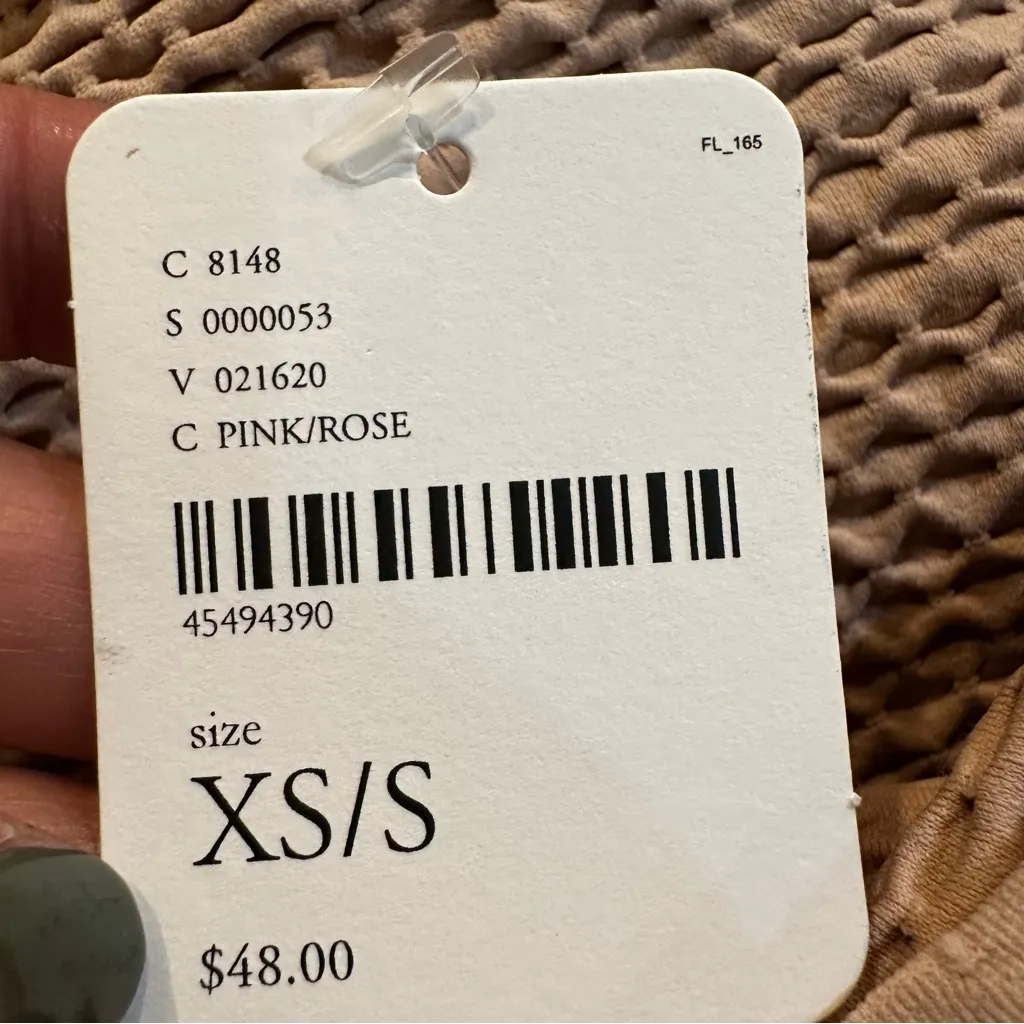 FL_165
C 8148
S 0000053
V 021620
C PINK/ROSE
45494390
size
XS/S
$48.00